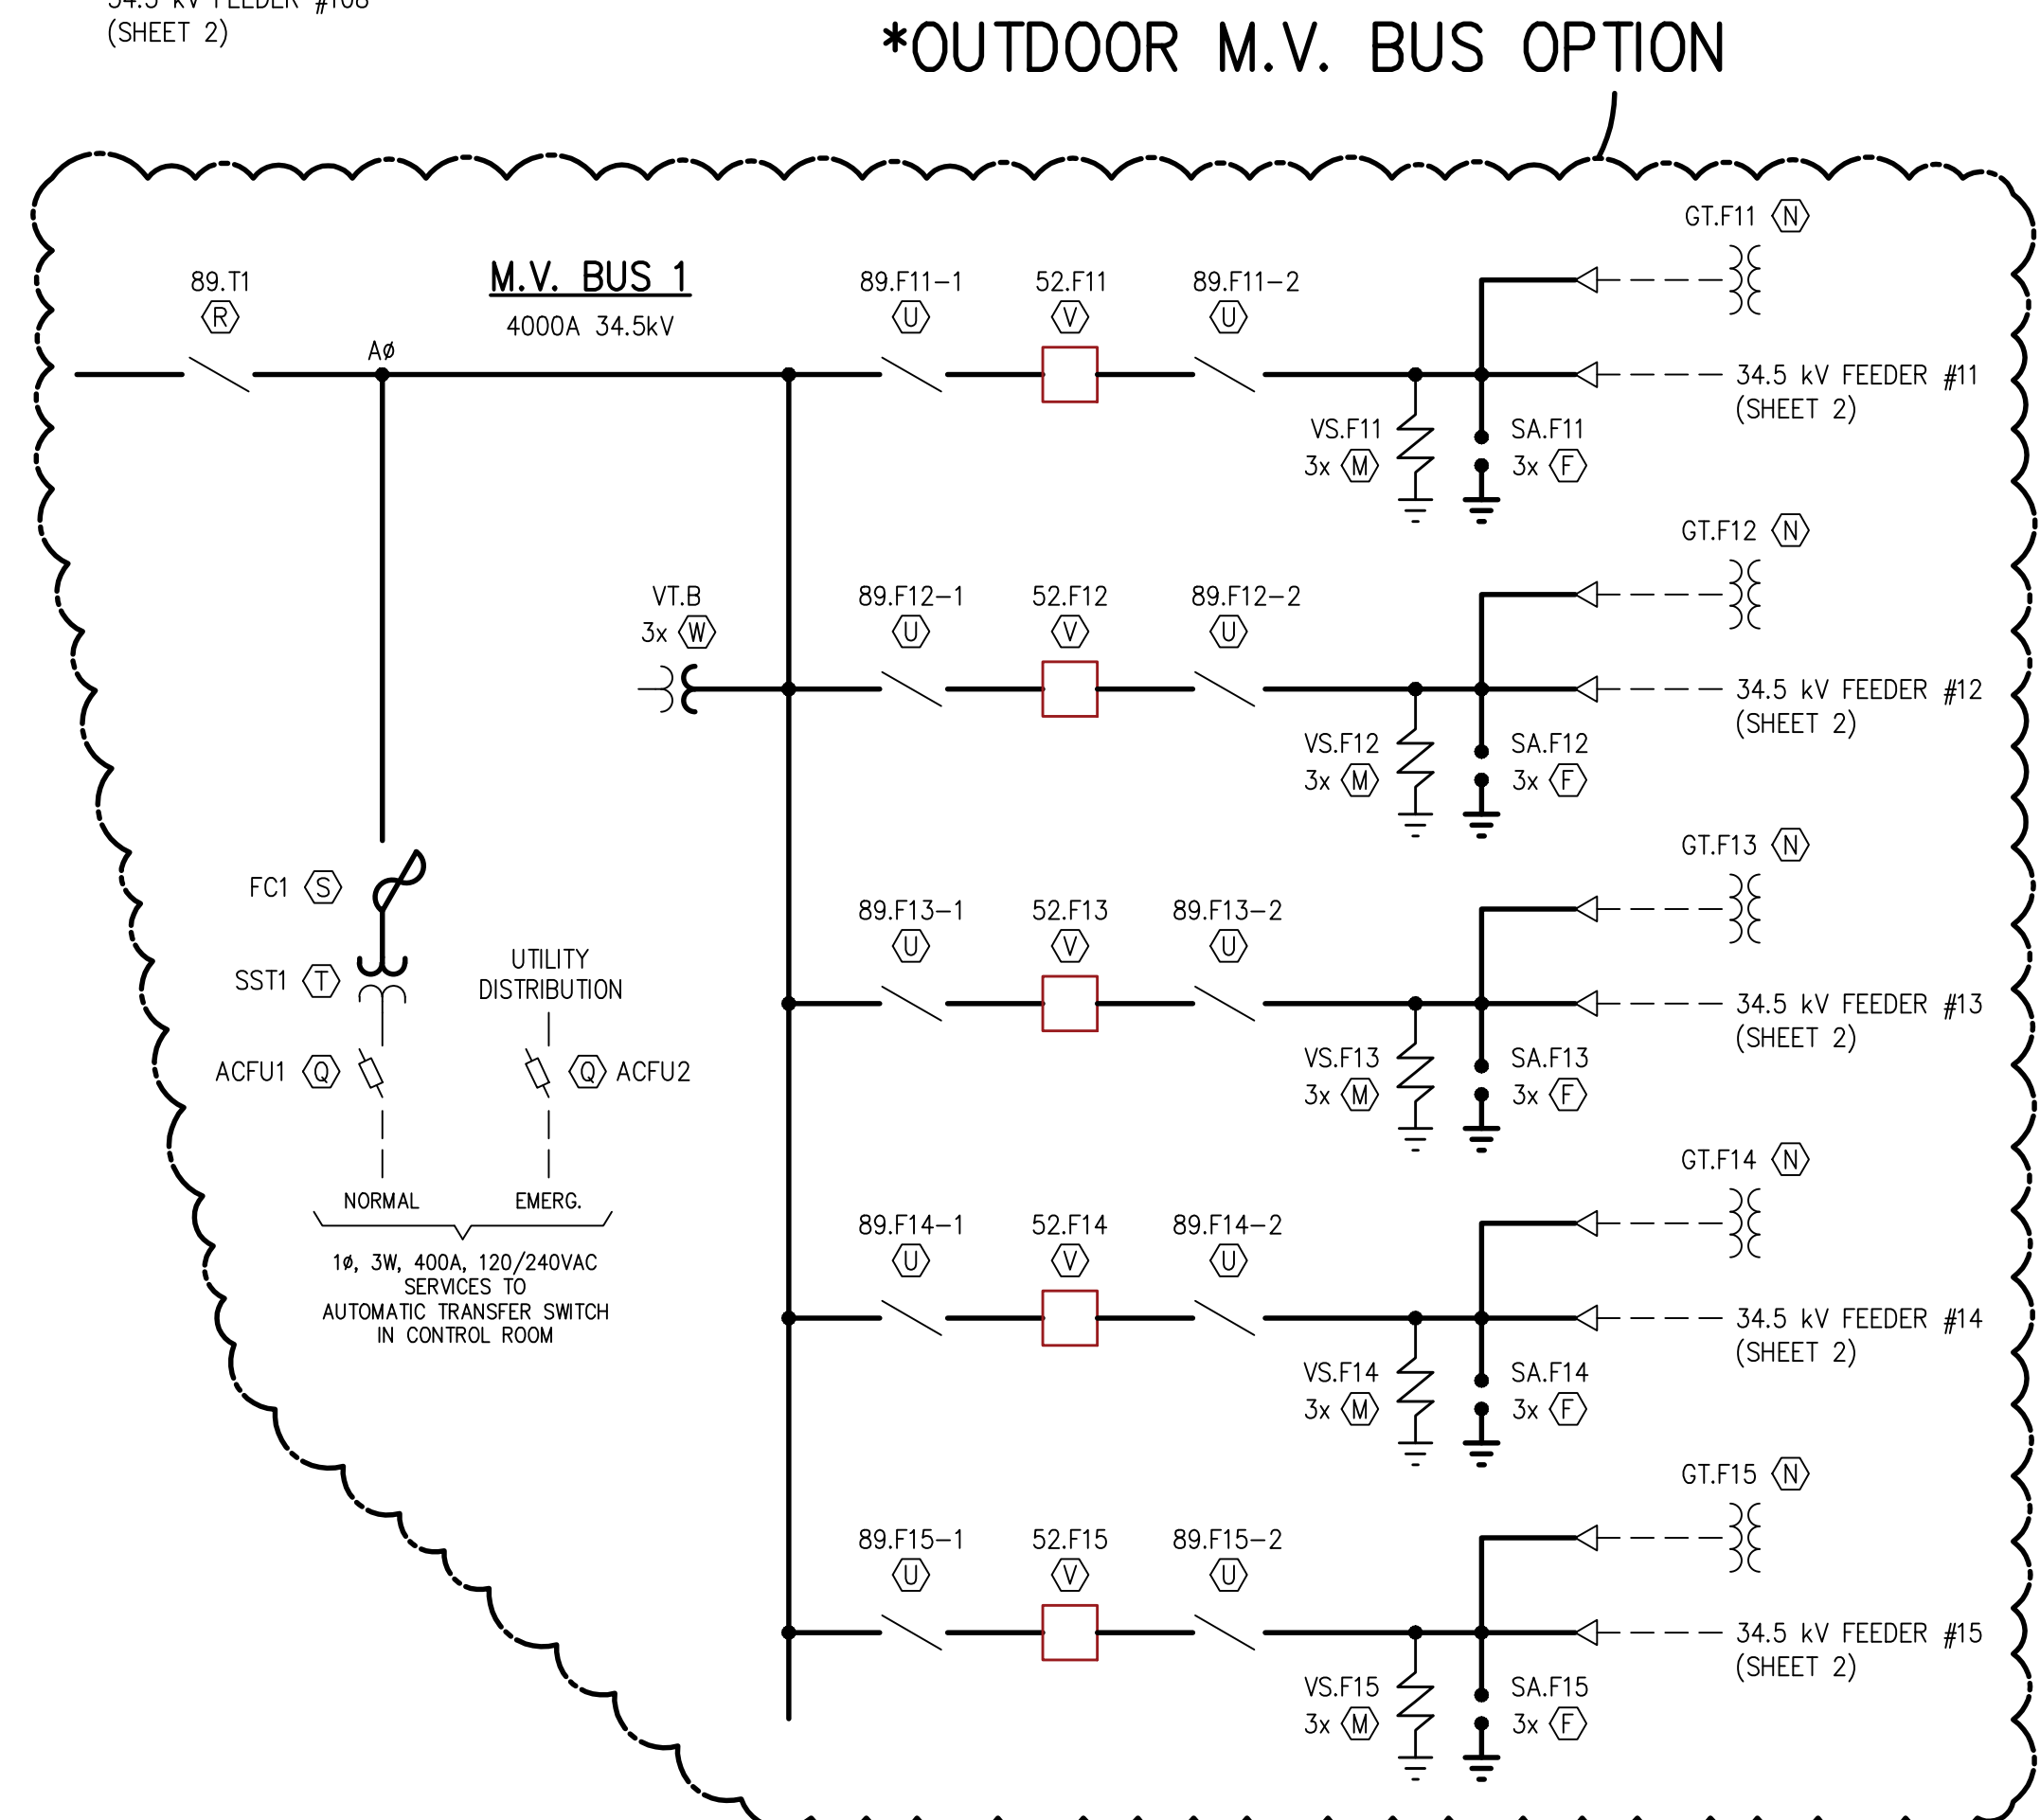 34.5 kV FEEDER #108
(SHEET 2)
*OUTDOOR M.V. BUS OPTION
89.T1
R
AØ
M.V. BUS 1
4000A 34.5kV
89.F11-1
U
52.F11
V
89.F11-2
U
GT.F11 N
34.5 kV FEEDER #11
(SHEET 2)
VS.F11
3x M
SA.F11
3x F
VT.B
3x W
89.F12-1
U
52.F12
V
89.F12-2
U
GT.F12 N
34.5 kV FEEDER #12
(SHEET 2)
VS.F12
3x M
SA.F12
3x F
FC1 S
SST1 T
ACFU1 Q
UTILITY
DISTRIBUTION
Q ACFU2
NORMAL
EMERG.
1Ø, 3W, 400A, 120/240VAC
SERVICES TO
AUTOMATIC TRANSFER SWITCH
IN CONTROL ROOM
89.F13-1
U
52.F13
V
89.F13-2
U
GT.F13 N
34.5 kV FEEDER #13
(SHEET 2)
VS.F13
3x M
SA.F13
3x F
89.F14-1
U
52.F14
V
89.F14-2
U
GT.F14 N
34.5 kV FEEDER #14
(SHEET 2)
VS.F14
3x M
SA.F14
3x F
89.F15-1
U
52.F15
V
89.F15-2
U
GT.F15 N
34.5 kV FEEDER #15
(SHEET 2)
VS.F15
3x M
SA.F15
3x F